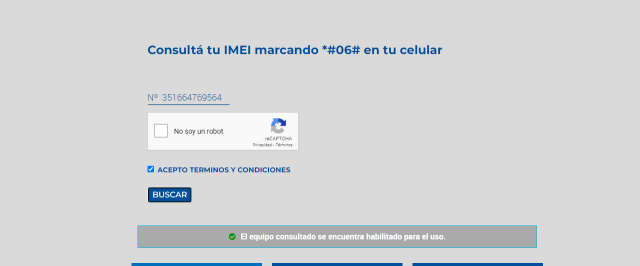 Consultá tu IMEI marcando *#06# en tu celular
Nº 351664769564
No soy un robot
reCAPTCHA
Privacidad - Términos
ACEPTO TERMINOS Y CONDICIONES
BUSCAR
El equipo consultado se encuentra habilitado para el uso.